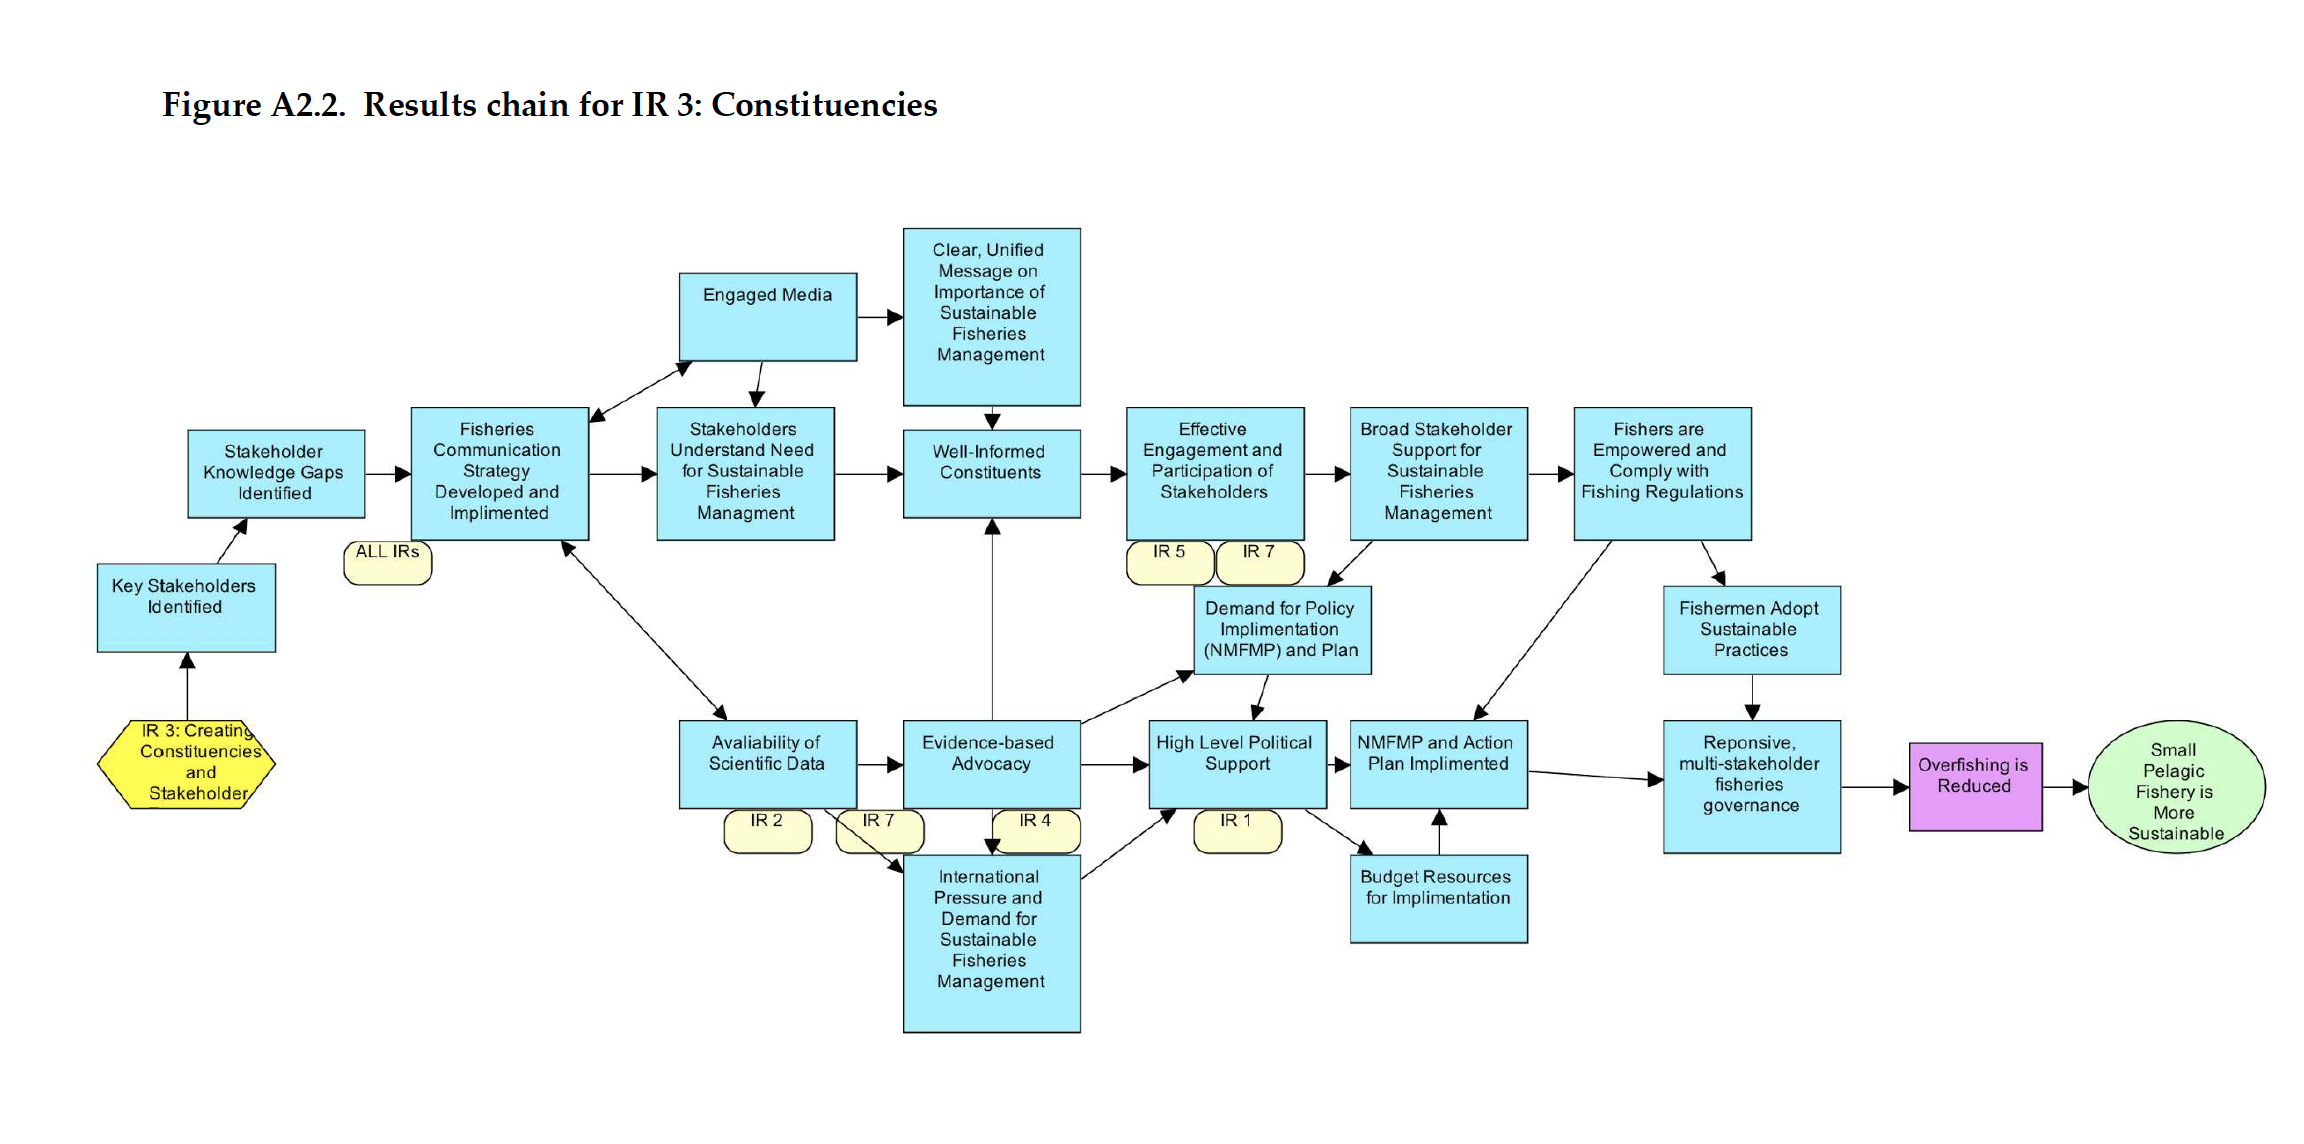 Figure A2.2.  Results chain for IR 3: Constituencies
Clear, Unified
Message on
Importance of
Sustainable
Fisheries
Management
Engaged Media
Stakeholder
Knowledge Gaps
Identified
Fisheries
Communication
Strategy
Developed and
Implimented
Stakeholders
Understand Need
for Sustainable
Fisheries
Managment
Well-Informed
Constituents
Effective
Engagement and
Participation of
Stakeholders
Broad Stakeholder
Support for
Sustainable
Fisheries
Management
Fishers are
Empowered and
Comply with
Fishing Regulations
ALL IRs
IR 5
IR 7
Key Stakeholders
Identified
Demand for Policy
Implimentation
(NMFMP) and Plan
Fishermen Adopt
Sustainable
Practices
IR 3: Creating
Constituencies
and
Stakeholder
Avaliability of
Scientific Data
Evidence-based
Advocacy
High Level Political
Support
NMFMP and Action
Plan Implimented
Reponsive,
multi-stakeholder
fisheries
governance
Overfishing is
Reduced
Small
Pelagic
Fishery is
More
Sustainable
IR 2
IR 7
IR 4
IR 1
International
Pressure and
Demand for
Sustainable
Fisheries
Management
Budget Resources
for Implimentation